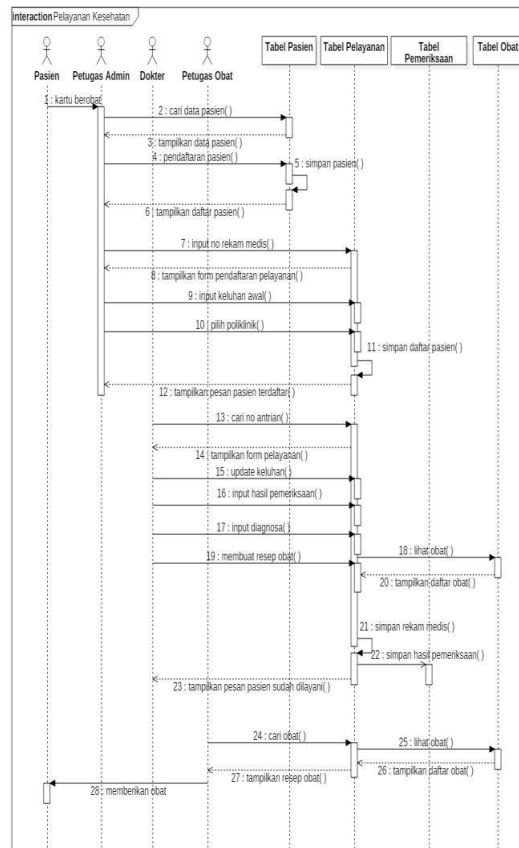 interaction Pelayanan Kesehatan
Pasien
Petugas Admin
Dokter
Petugas Obat
Tabel Pasien
Tabel Pelayanan
Tabel
Pemeriksaan
Tabel Obat
1 : kartu berobat
2 : cari data pasien( )
3 : tampilkan data pasien( )
4 : pendaftaran pasien( )
5 : simpan pasien( )
6 : tampilkan daftar pasien( )
7 : input no rekam medis( )
8 : tampilkan form pendaftaran pelayanan( )
9 : input keluhan awal( )
10 : pilih poliklinik( )
11 : simpan daftar pasien( )
12 : tampilkan pesan pasien terdaftar( )
13 : cari no antrian( )
14 : tampilkan form pelayanan( )
15 : update keluhan( )
16 : input hasil pemeriksaan( )
17 : input diagnosa( )
18 : lihat obat( )
19 : membuat resep obat( )
20 : tampilkan daftar obat( )
21 : simpan rekam medis( )
22 : simpan hasil pemeriksaan( )
23 : tampilkan pesan pasien sudah dilayani( )
24 : cari obat( )
25 : lihat obat( )
26 : tampilkan daftar obat( )
27 : tampilkan resep obat( )
28 : memberikan obat